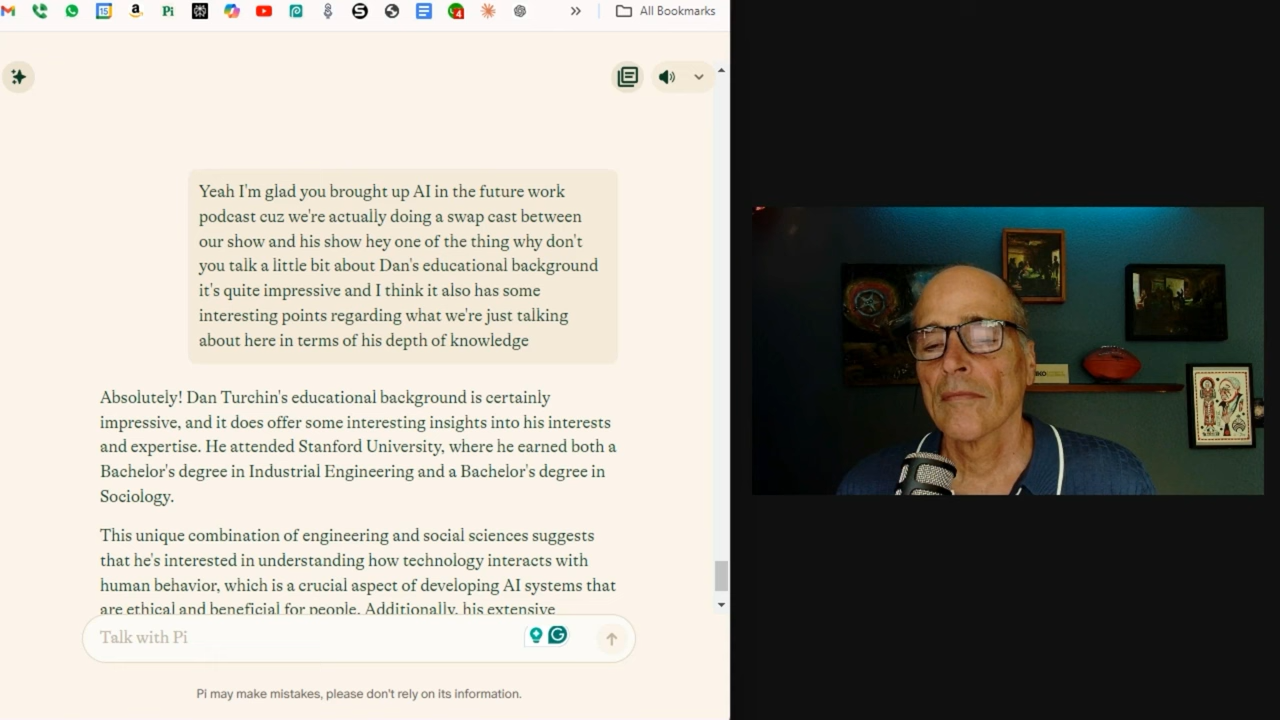 All Bookmarks
Yeah I'm glad you brought up AI in the future work
podcast cuz we're actually doing a swap cast between
our show and his show hey one of the thing why don't
you talk a little bit about Dan's educational background
it's quite impressive and I think it also has some
interesting points regarding what we're just talking
about here in terms of his depth of knowledge
Absolutely! Dan Turchin's educational background is certainly
impressive, and it does offer some interesting insights into his interests
and expertise. He attended Stanford University, where he earned both a
Bachelor's degree in Industrial Engineering and a Bachelor's degree in
Sociology.
This unique combination of engineering and social sciences suggests
that he's interested in understanding how technology interacts with
human behavior, which is a crucial aspect of developing AI systems that
are ethical and beneficial for people. Additionally, his extensive
Talk with Pi
Pi may make mistakes, please don't rely on its information.